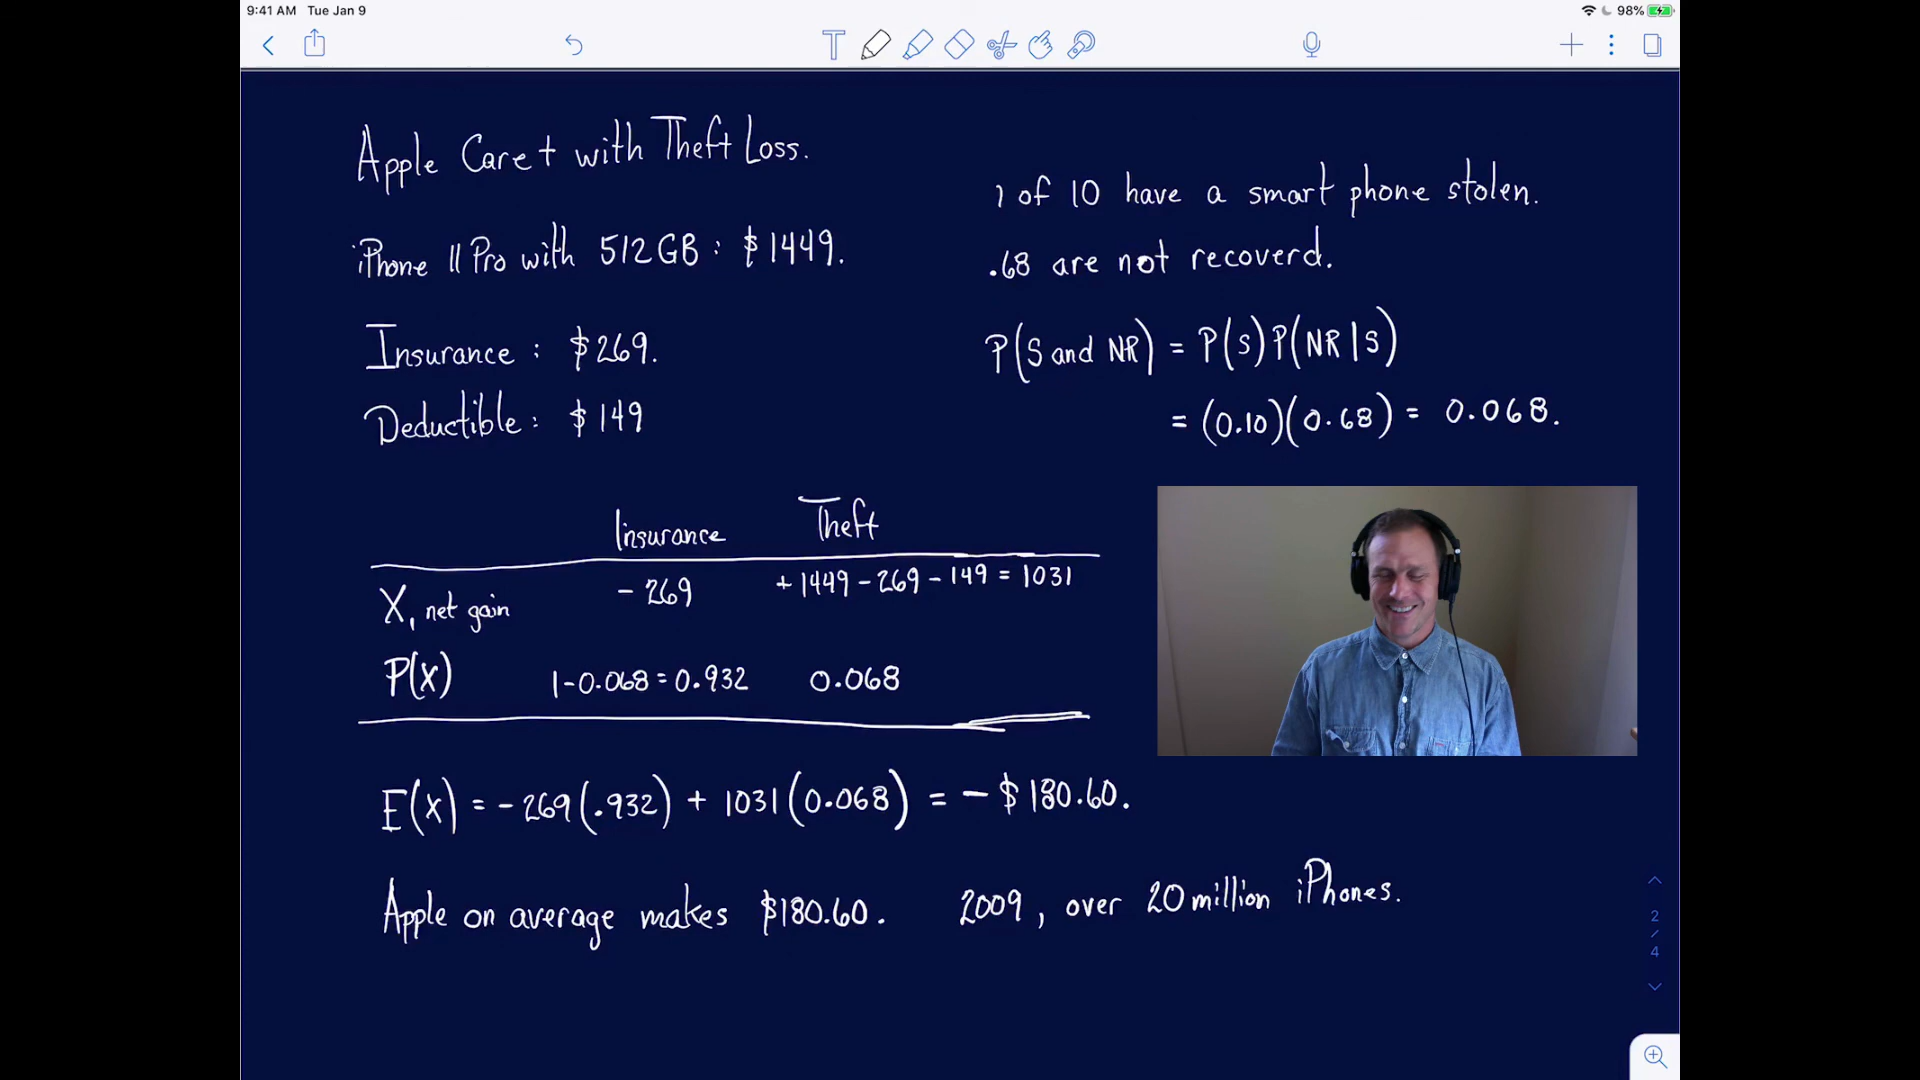 9:41 AM Tue Jan 9
98%
Apple Care+ with Theft Loss.
iPhone 11 Pro with 512GB: $1449.
Insurance: $269.
Deductible: $149
1 of 10 have a smart phone stolen.
.68 are not recoverd.
P(S and NR) = P(S)P(NR|S)
= (0.10)(0.68) = 0.068.
Insurance Theft
X, net gain -269 +1449-269-149=1031
P(X) 1-0.068=0.932 0.068
E(X) = -269(.932) + 1031(0.068) = -$180.60.
Apple on average makes $180.60. 2009, over 20 million iPhones.
2
/
4